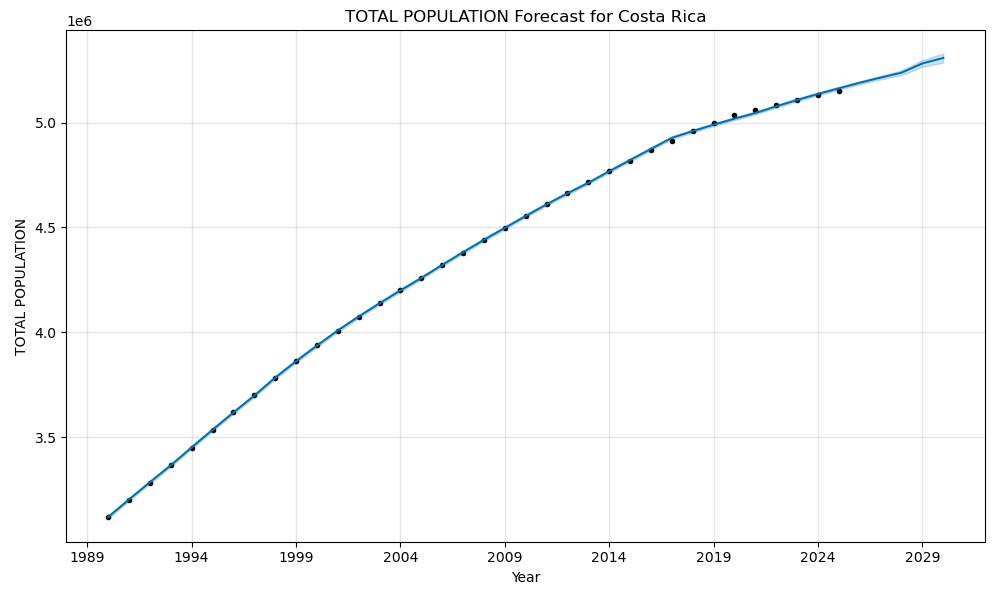 TOTAL POPULATION Forecast for Costa Rica
1e6
5.0
4.5
4.0
3.5
TOTAL POPULATION
1989 1994 1999 2004 2009 2014 2019 2024 2029
Year